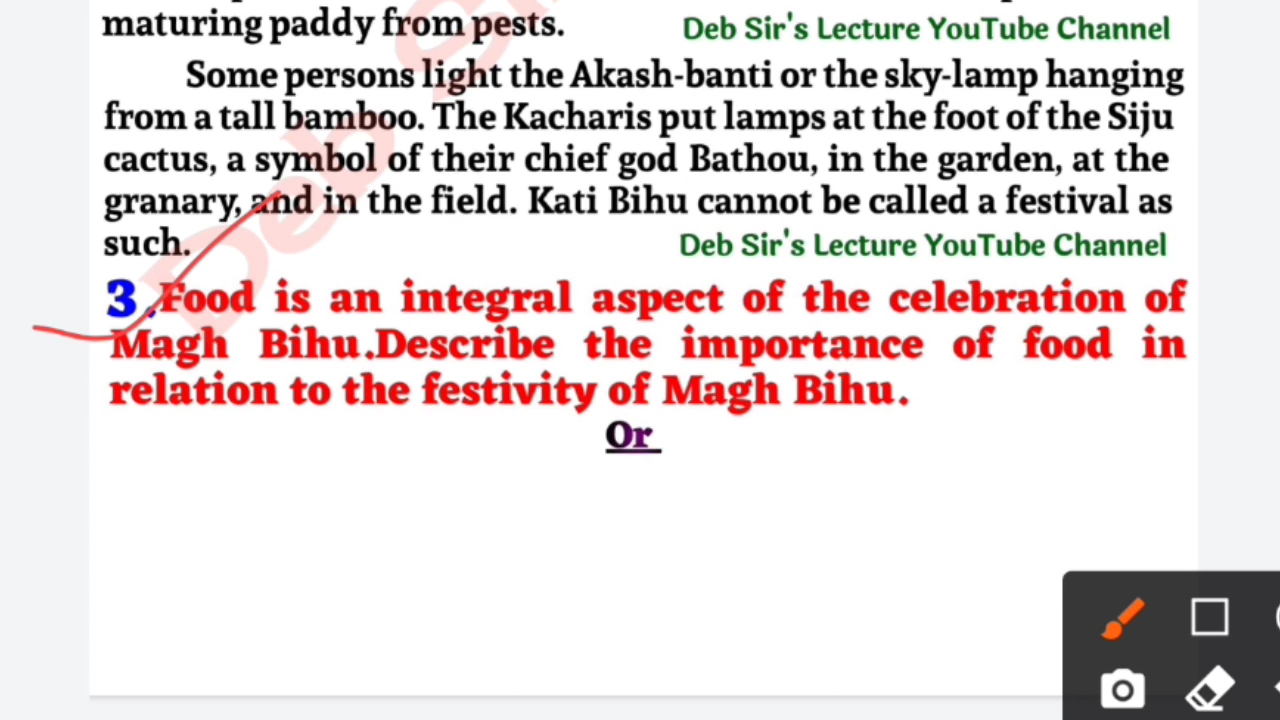 maturing paddy from pests. Deb Sir's Lecture YouTube Channel
Some persons light the Akash-banti or the sky-lamp hanging
from a tall bamboo. The Kacharis put lamps at the foot of the Siju
cactus, a symbol of their chief god Bathou, in the garden, at the
granary, and in the field. Kati Bihu cannot be called a festival as
such. Deb Sir's Lecture YouTube Channel
3.Food is an integral aspect of the celebration of
Magh Bihu.Describe the importance of food in
relation to the festivity of Magh Bihu.
Or